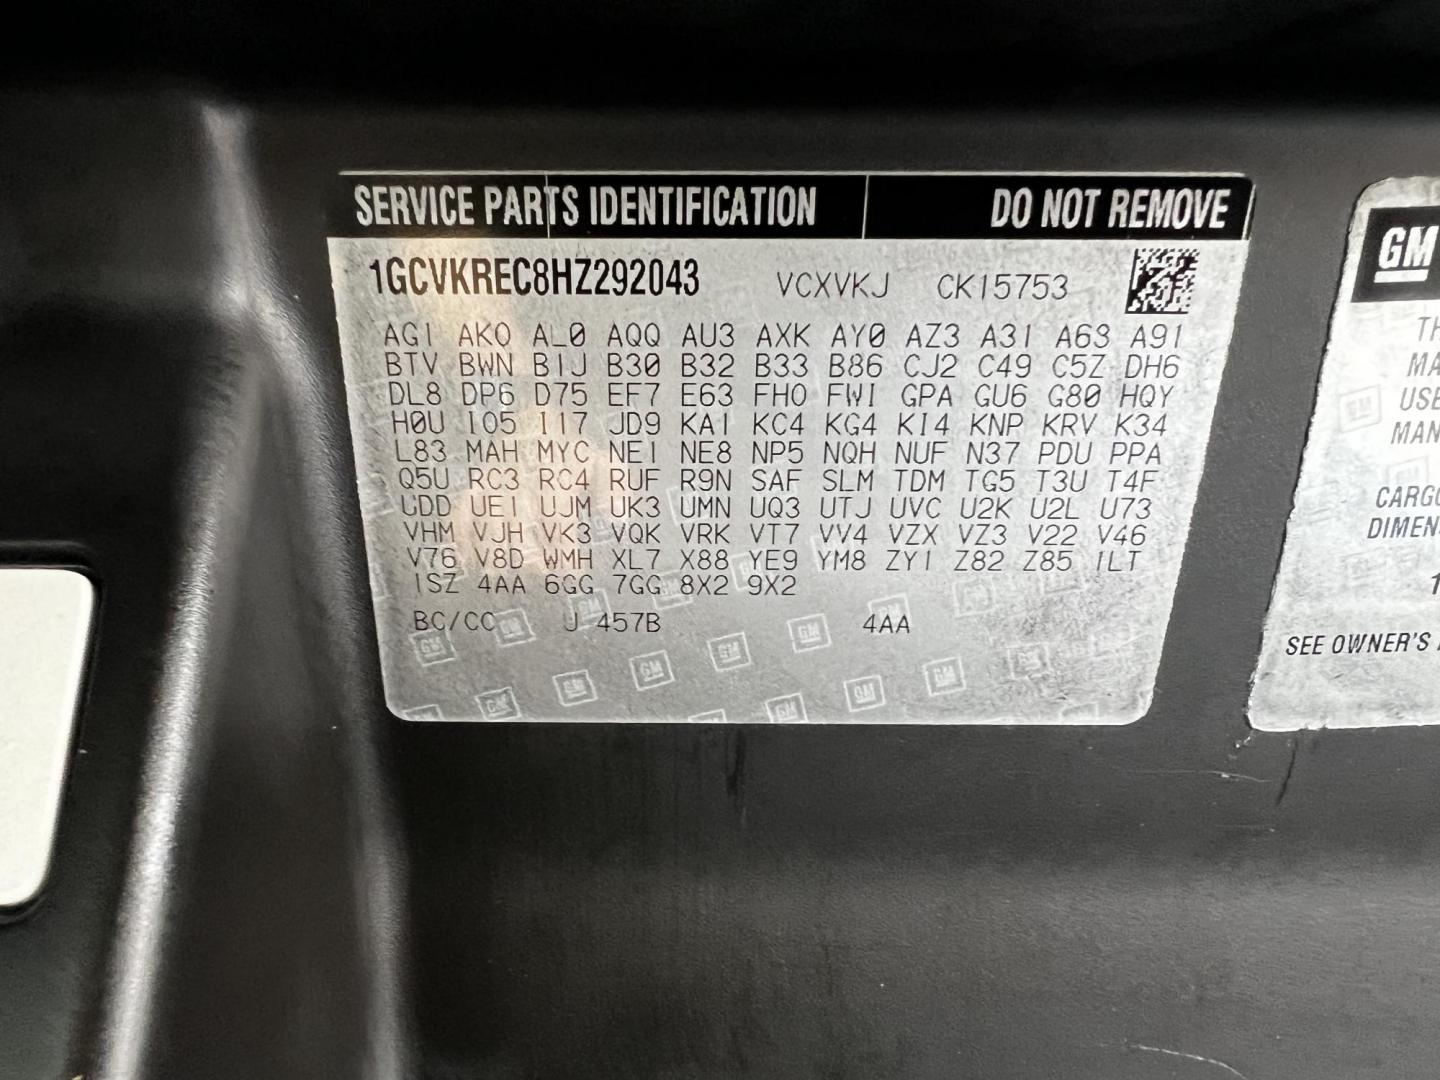 SERVICE PARTS IDENTIFICATION DO NOT REMOVE
1GCVKREC8HZ292043 VCXVKJ CK15753
AG1 AKO AL0 AQQ AU3 AXK AY0 AZ3 A31 A63 A91
BTV BWN B1J B30 B32 B33 B86 CJ2 C49 C5Z DH6
DL8 DP6 D75 EF7 E63 FHO FW1 GPA GU6 G80 HQY
H0U IO5 I17 JD9 KA1 KC4 KG4 KI4 KNP KRV K34
L83 MAH MYC NE1 NE8 NP5 NQH NUF N37 PDU PPA
Q5U RC3 RC4 RUF R9N SAF SLM TDM TG5 T3U T4F
UDD UE1 UJM UK3 UMN UQ3 UTJ UVC U2K U2L U73
VHM VJH VK3 VQK VRK VT7 VV4 VZX VZ3 V22 V46
V76 V8D WMH XL7 X88 YE9 YM8 ZY1 Z82 Z85 1LT
1SZ 4AA 6GG 7GG 8X2 9X2
BC/CC U 457B 4AA
GM
SEE OWNER'S